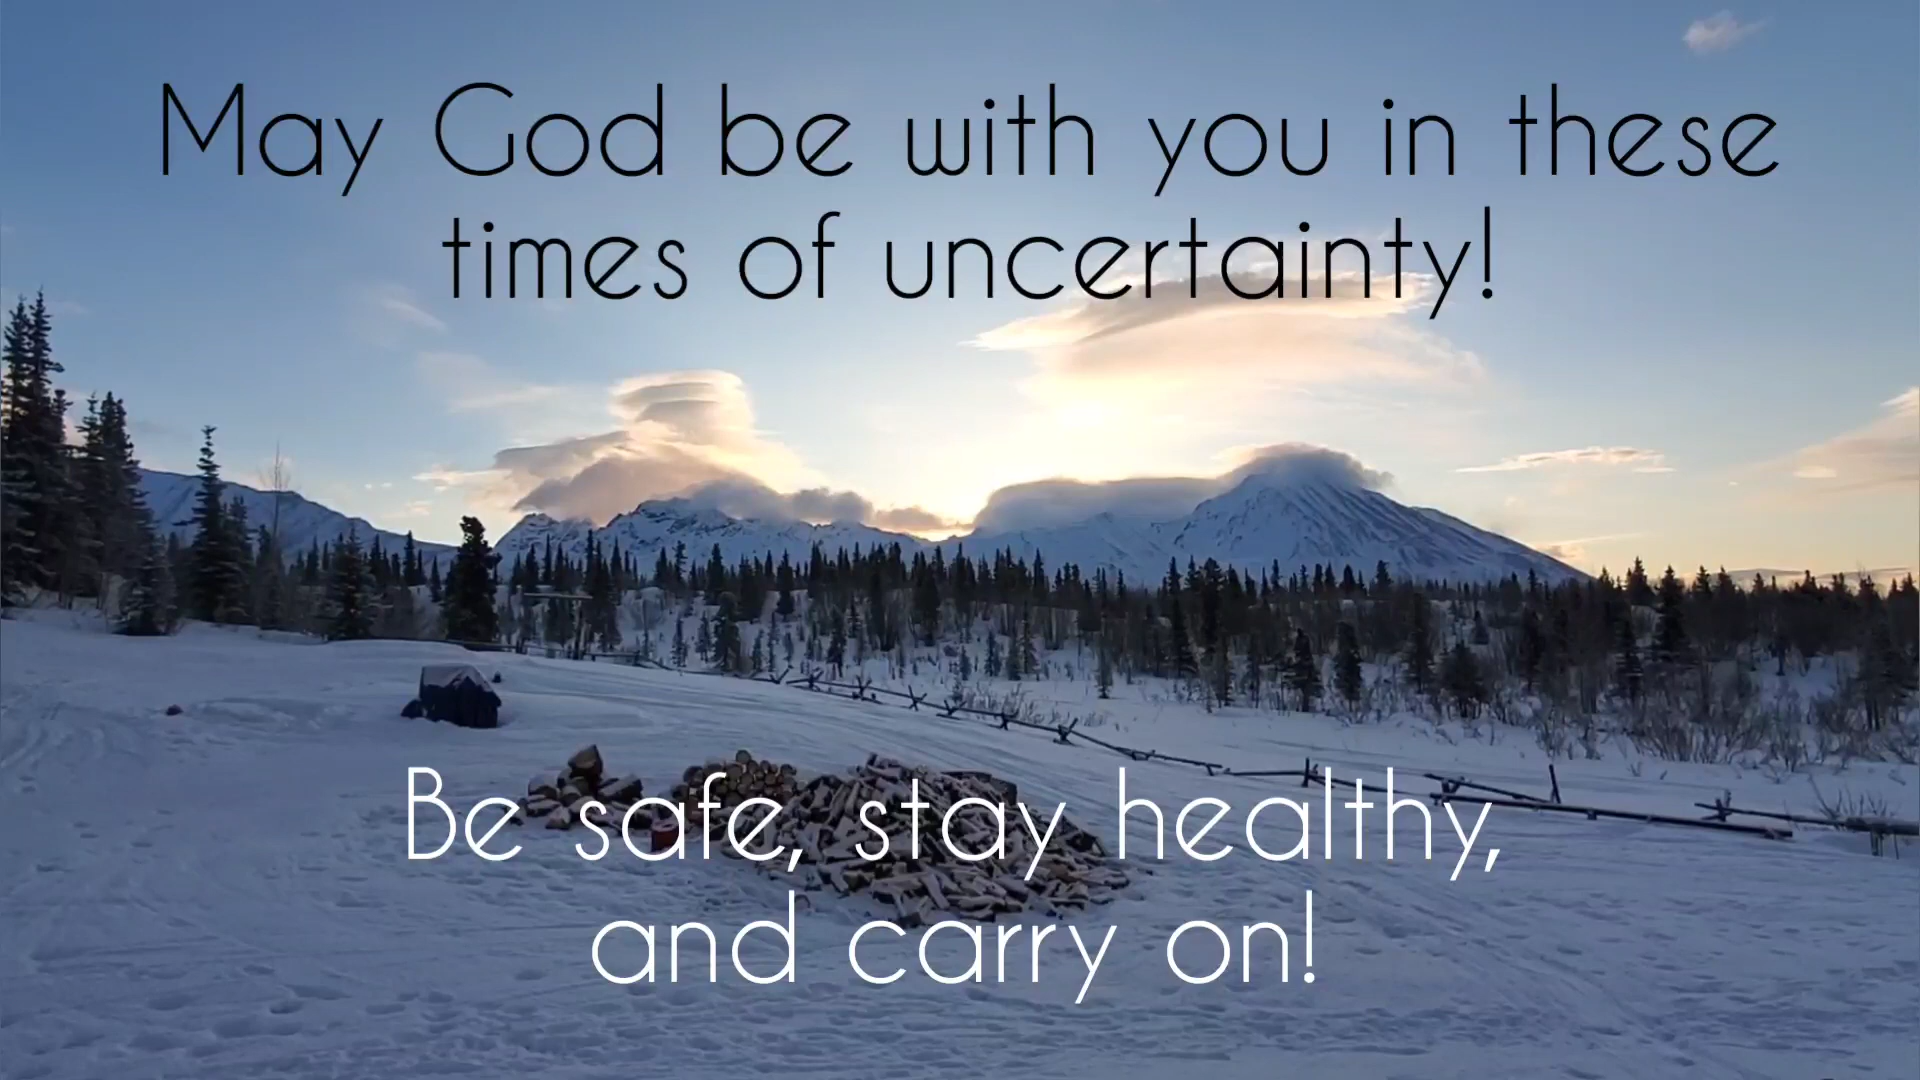 May God be with you in these
times of uncertainty!
Be safe, stay healthy,
and carry on!